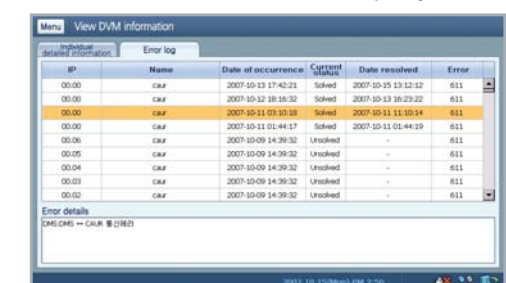 Menu View DVM information
Individual
detailed information Error log
IP Name Date of occurrence Current status Date resolved Error
00.00 caur 2007-10-13 17:42:21 Solved 2007-10-15 13:12:12 611
00.00 caur 2007-10-12 18:16:32 Solved 2007-10-13 16:23:22 611
00.00 caur 2007-10-11 03:10:18 Solved 2007-10-11 11:10:14 611
00.00 caur 2007-10-11 01:44:17 Solved 2007-10-11 01:44:19 611
00.06 caur 2007-10-09 14:39:32 Unsolved - 611
00.05 caur 2007-10-09 14:39:32 Unsolved - 611
00.04 caur 2007-10-09 14:39:32 Unsolved - 611
00.03 caur 2007-10-09 14:39:32 Unsolved - 611
00.02 caur 2007-10-09 14:39:32 Unsolved - 611
Error details
DMS:DMS ↔ CAUR 통신에러
2007.10.15(Mon) PM 2:56